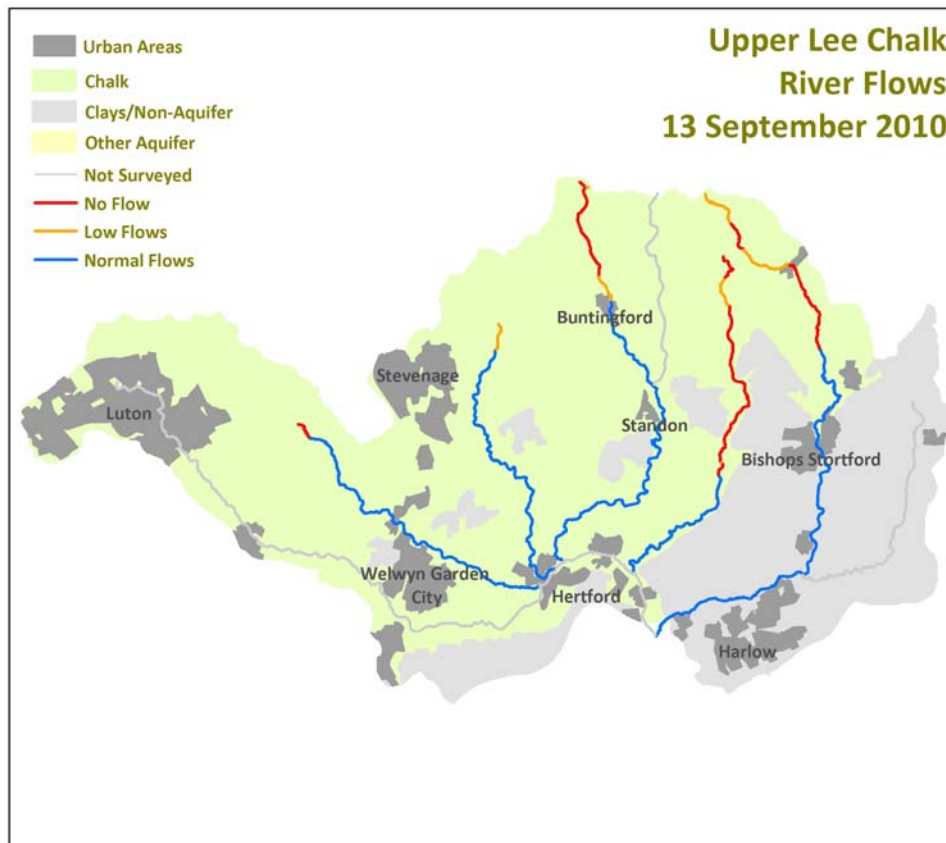 Upper Lee Chalk
River Flows
13 September 2010
Urban Areas
Chalk
Clays/Non-Aquifer
Other Aquifer
Not Surveyed
No Flow
Low Flows
Normal Flows
Buntingford
Stevenage
Luton
Standon
Bishops Stortford
Welwyn Garden
City
Hertford
Harlow